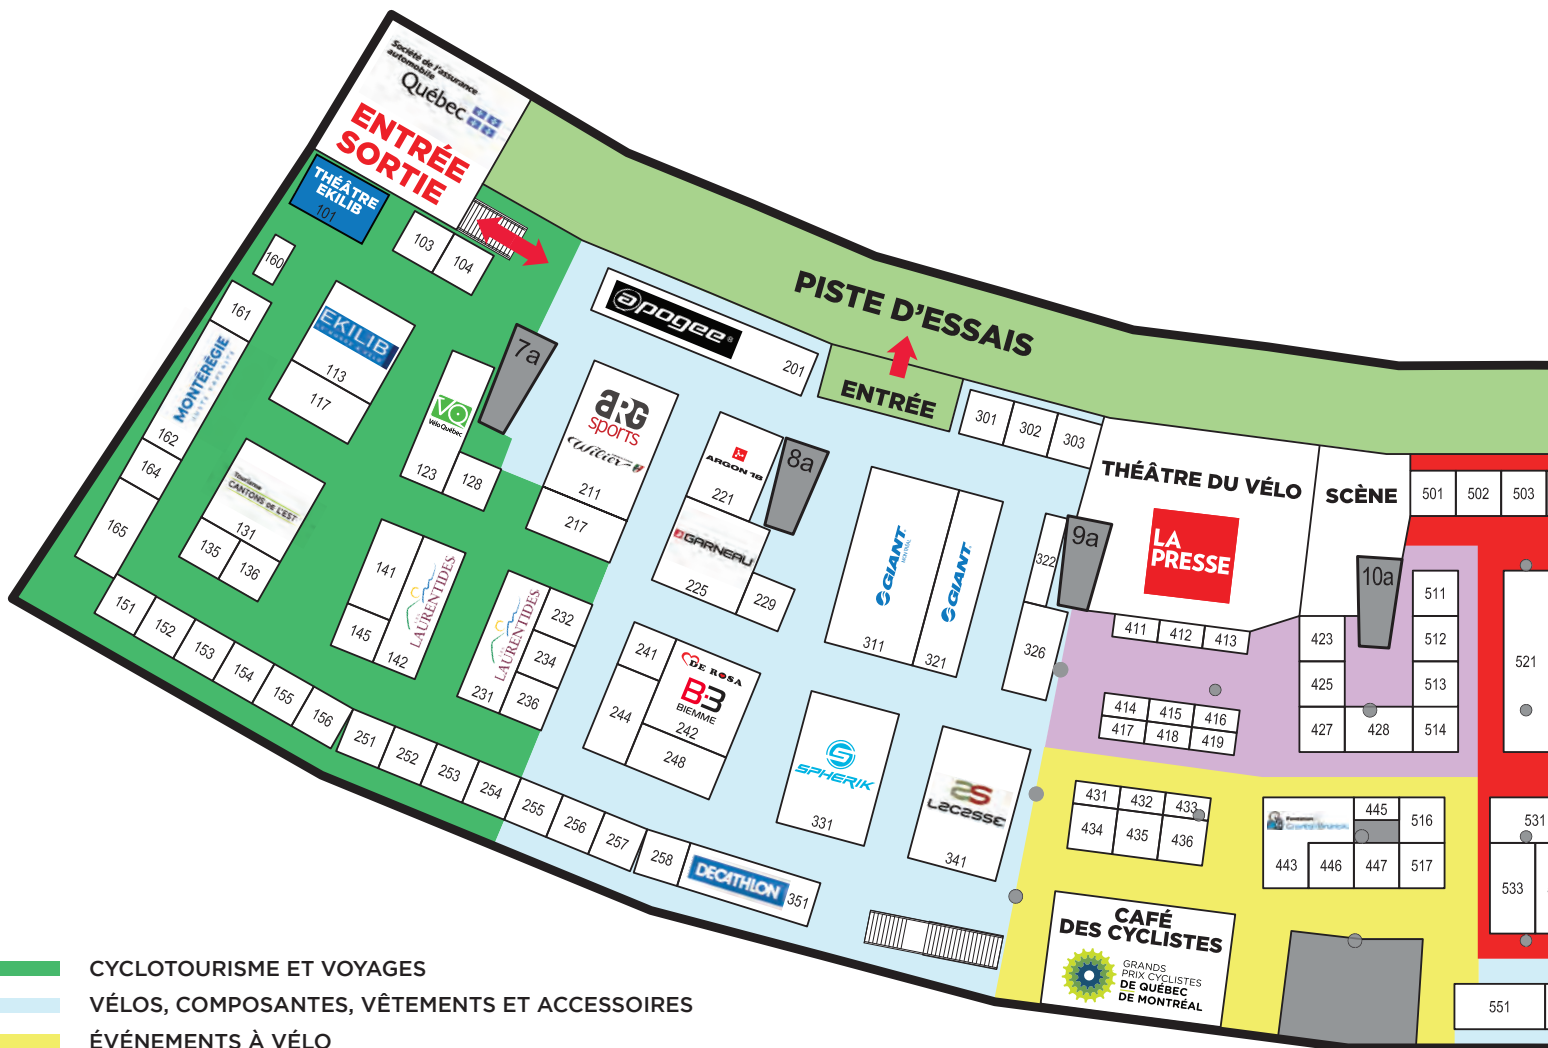 Société de l'assurance
automobile
Québec
ENTRÉE
SORTIE
THÉÂTRE
EKILIB
101
103
104
160
161
MONTÉRÉGIE
162
164
165
EKILIB
113
117
7a
VO
Vélo Québec
123
128
Tourisme
CANTONS DE L'EST
131
135
136
141
145
LAURENTIDES
142
LAURENTIDES
231
232
234
236
151
152
153
154
155
156
251
252
253
254
255
256
257
258
DECATHLON
351
apogee
201
PISTE D'ESSAIS
ENTRÉE
ARG
sports
Wilier
211
217
ARGON 18
221
8a
GARNEAU
225
229
241
244
DE ROSA
B3
BIEMME
242
248
GIANT
MONTRÉAL
311
GIANT
321
301
302
303
322
326
9a
SPHERIK
331
LACASSE
341
THÉÂTRE DU VÉLO
LA
PRESSE
SCÈNE
10a
411
412
413
414
415
416
417
418
419
423
425
427
428
501
502
503
511
512
513
514
521
431
432
433
434
435
436
Fondation
443
445
446
447
516
517
531
533
551
CAFÉ
DES CYCLISTES
GRANDS
PRIX CYCLISTES
DE QUÉBEC
DE MONTRÉAL
CYCLOTOURISME ET VOYAGES
VÉLOS, COMPOSANTES, VÊTEMENTS ET ACCESSOIRES
ÉVÉNEMENTS À VÉLO